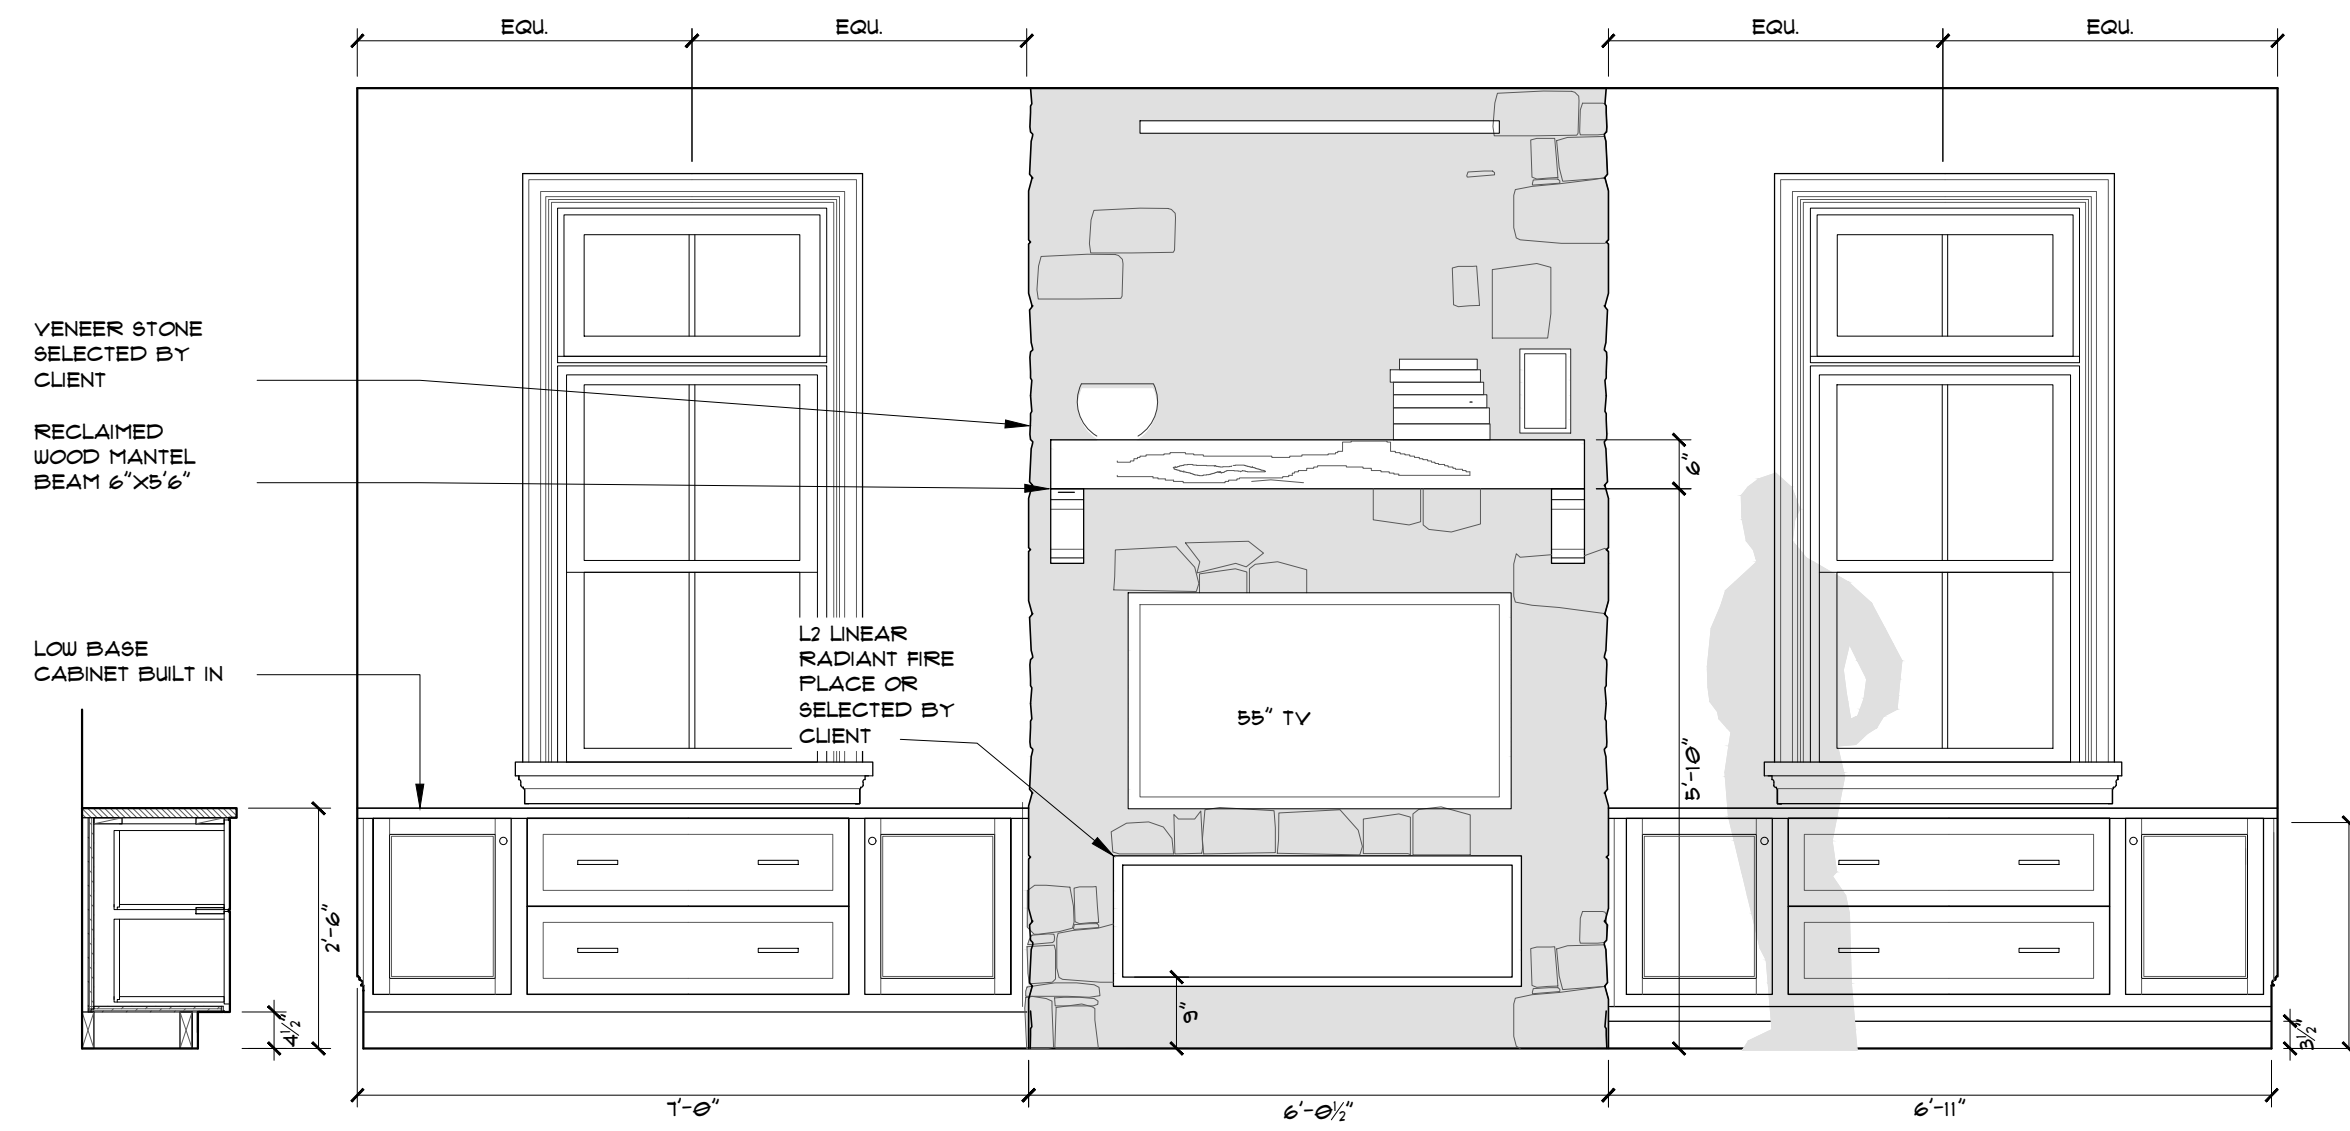 EQU.
EQU.
EQU.
EQU.
VENEER STONE
SELECTED BY
CLIENT
RECLAIMED
WOOD MANTEL
BEAM 6"X5'6"
6"
LOW BASE
CABINET BUILT IN
L2 LINEAR
RADIANT FIRE
PLACE OR
SELECTED BY
CLIENT
55" TV
5'-10"
2'-6"
4½"
9"
3½"
7'-0"
6'-0½"
6'-11"